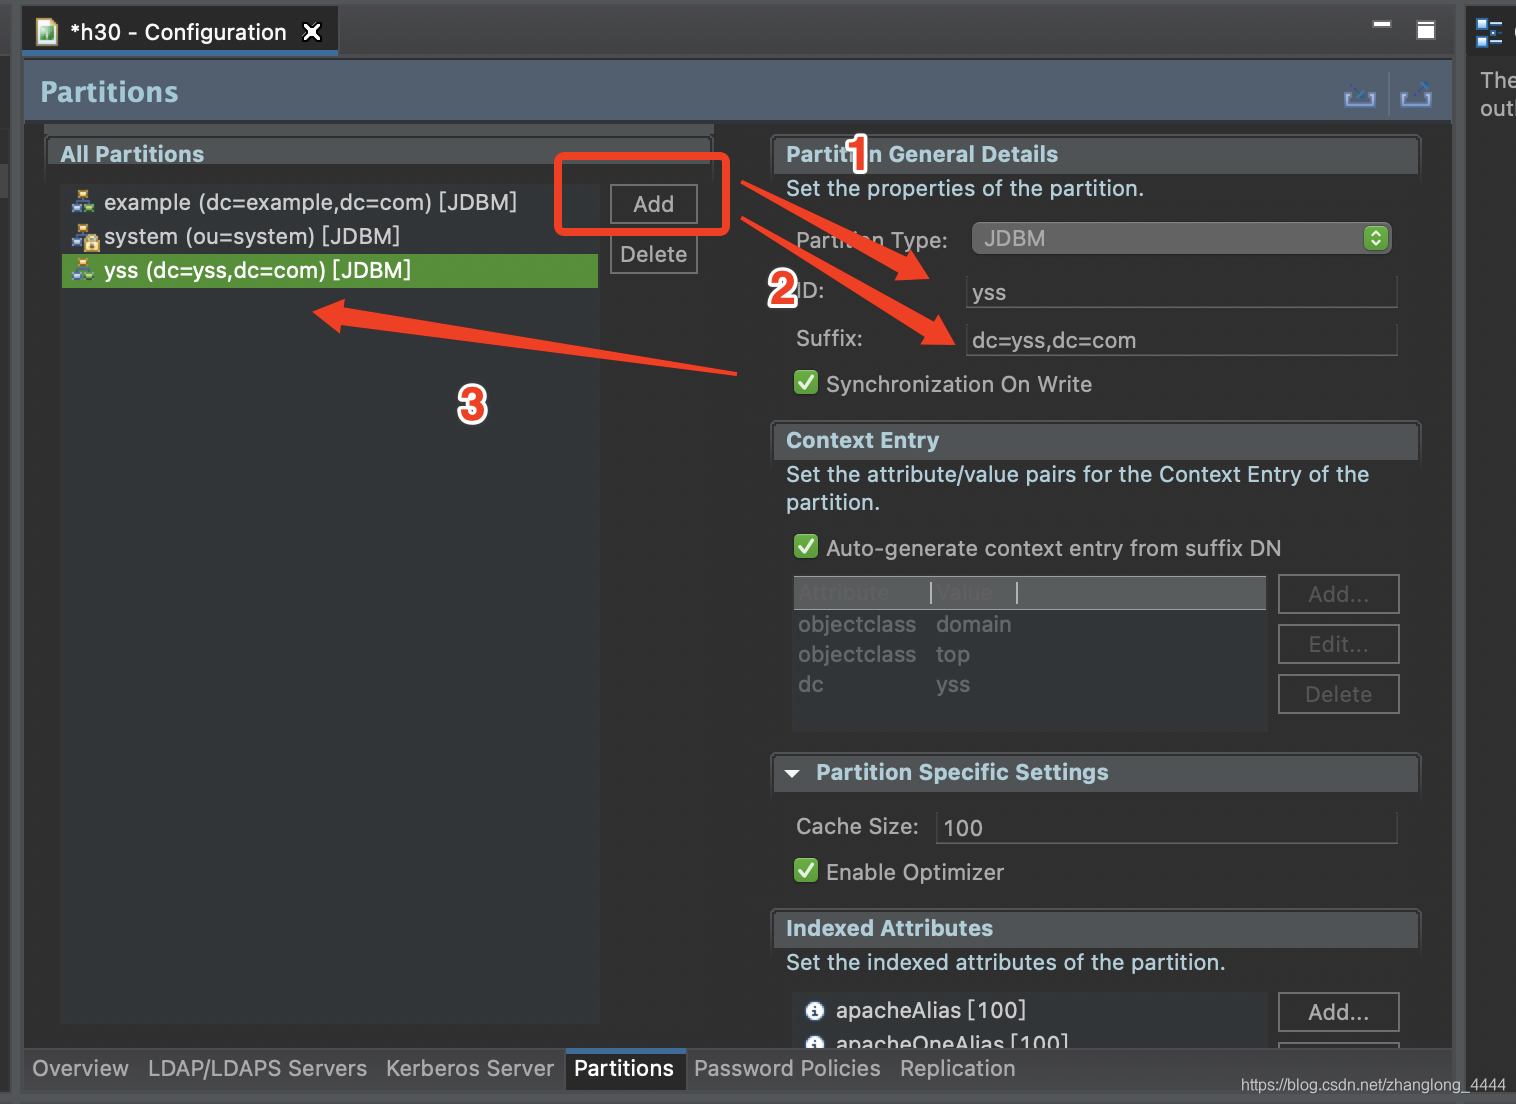 *h30 - Configuration
Partitions
The
outl
All Partitions
example (dc=example,dc=com) [JDBM]
system (ou=system) [JDBM]
yss (dc=yss,dc=com) [JDBM]
Add
Delete
1
2
3
Partition General Details
Set the properties of the partition.
Partition Type:
JDBM
ID:
yss
Suffix:
dc=yss,dc=com
Synchronization On Write
Context Entry
Set the attribute/value pairs for the Context Entry of the
partition.
Auto-generate context entry from suffix DN
Attribute Value
objectclass domain
objectclass top
dc yss
Add...
Edit...
Delete
Partition Specific Settings
Cache Size: 100
Enable Optimizer
Indexed Attributes
Set the indexed attributes of the partition.
apacheAlias [100]
apacheOneAlias [100]
Add...
Overview LDAP/LDAPS Servers Kerberos Server Partitions Password Policies Replication
https://blog.csdn.net/zhanglong_4444